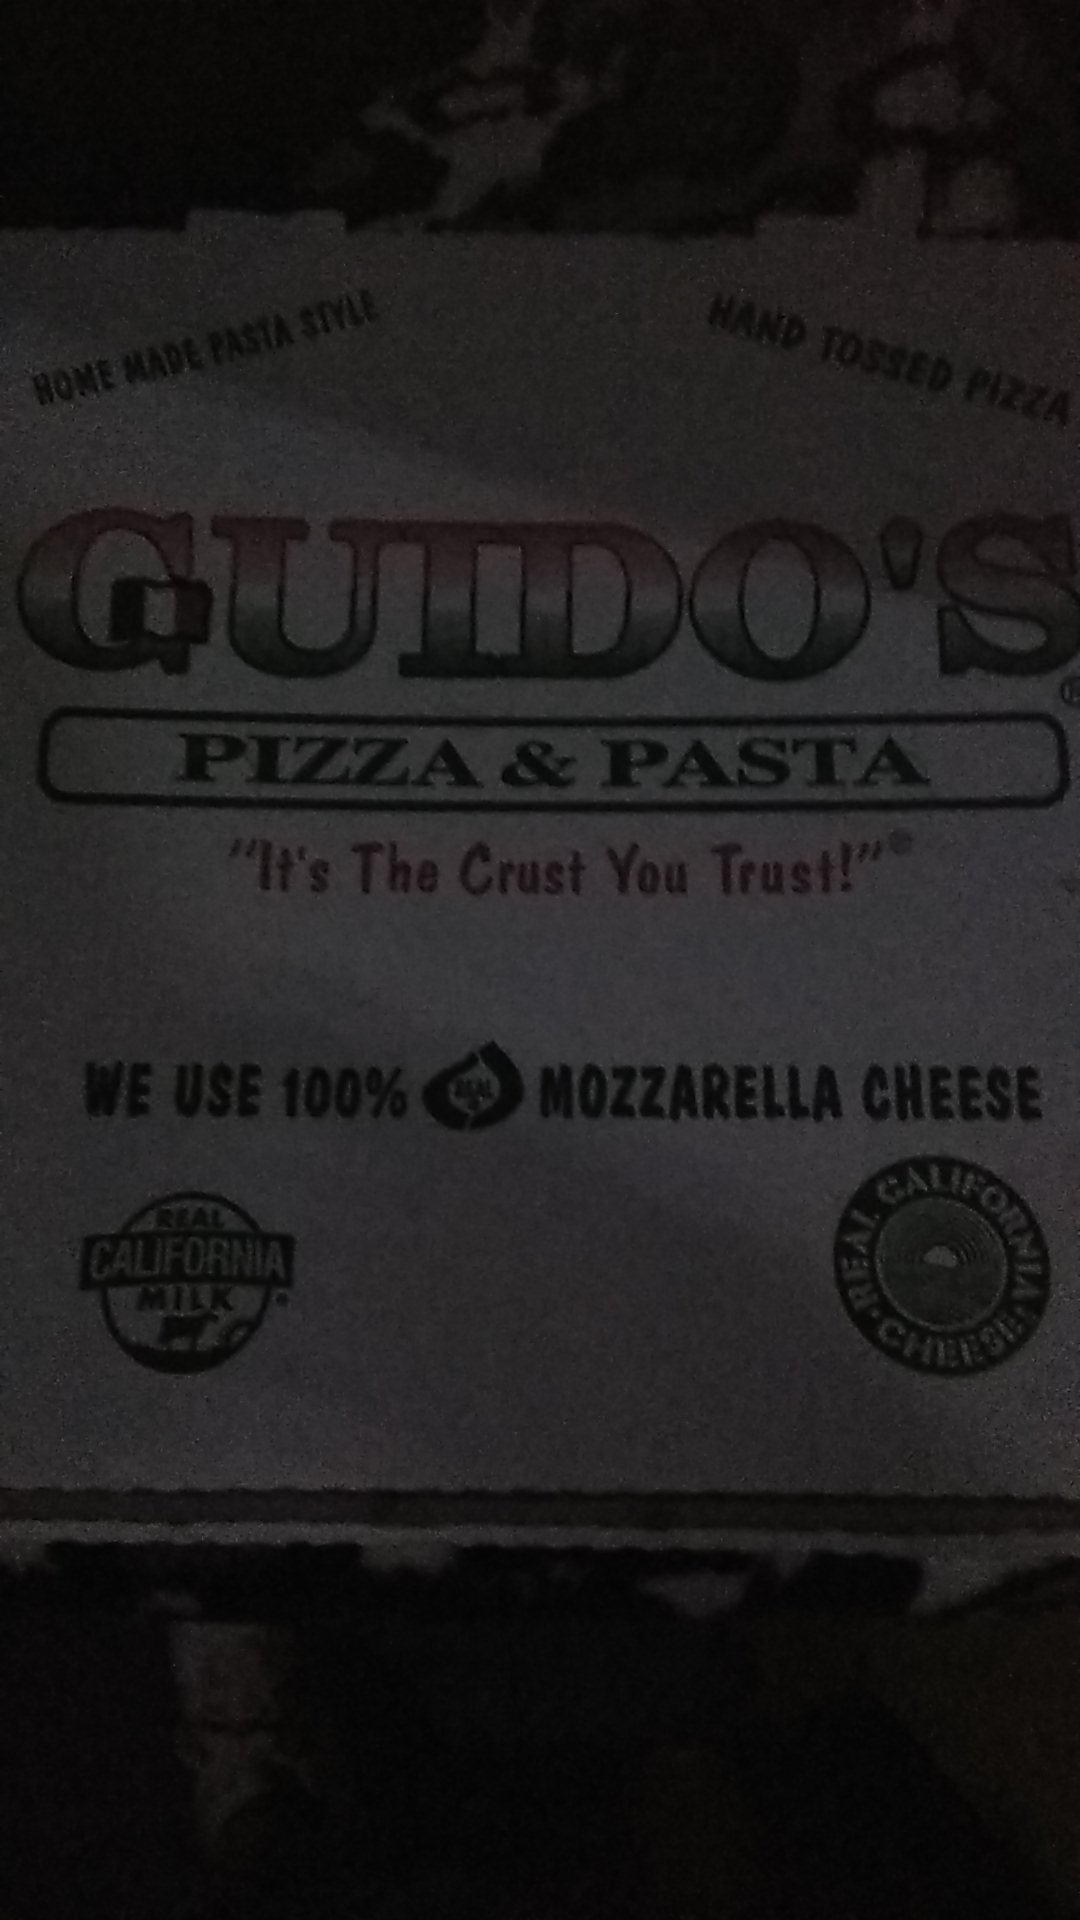 HOME MADE PASTA STYLE
HAND TOSSED PIZZA
GUIDO'S
®
PIZZA & PASTA
"It's The Crust You Trust!"®
WE USE 100% REAL MOZZARELLA CHEESE
REAL
CALIFORNIA
MILK
REAL CALIFORNIA CHEESE